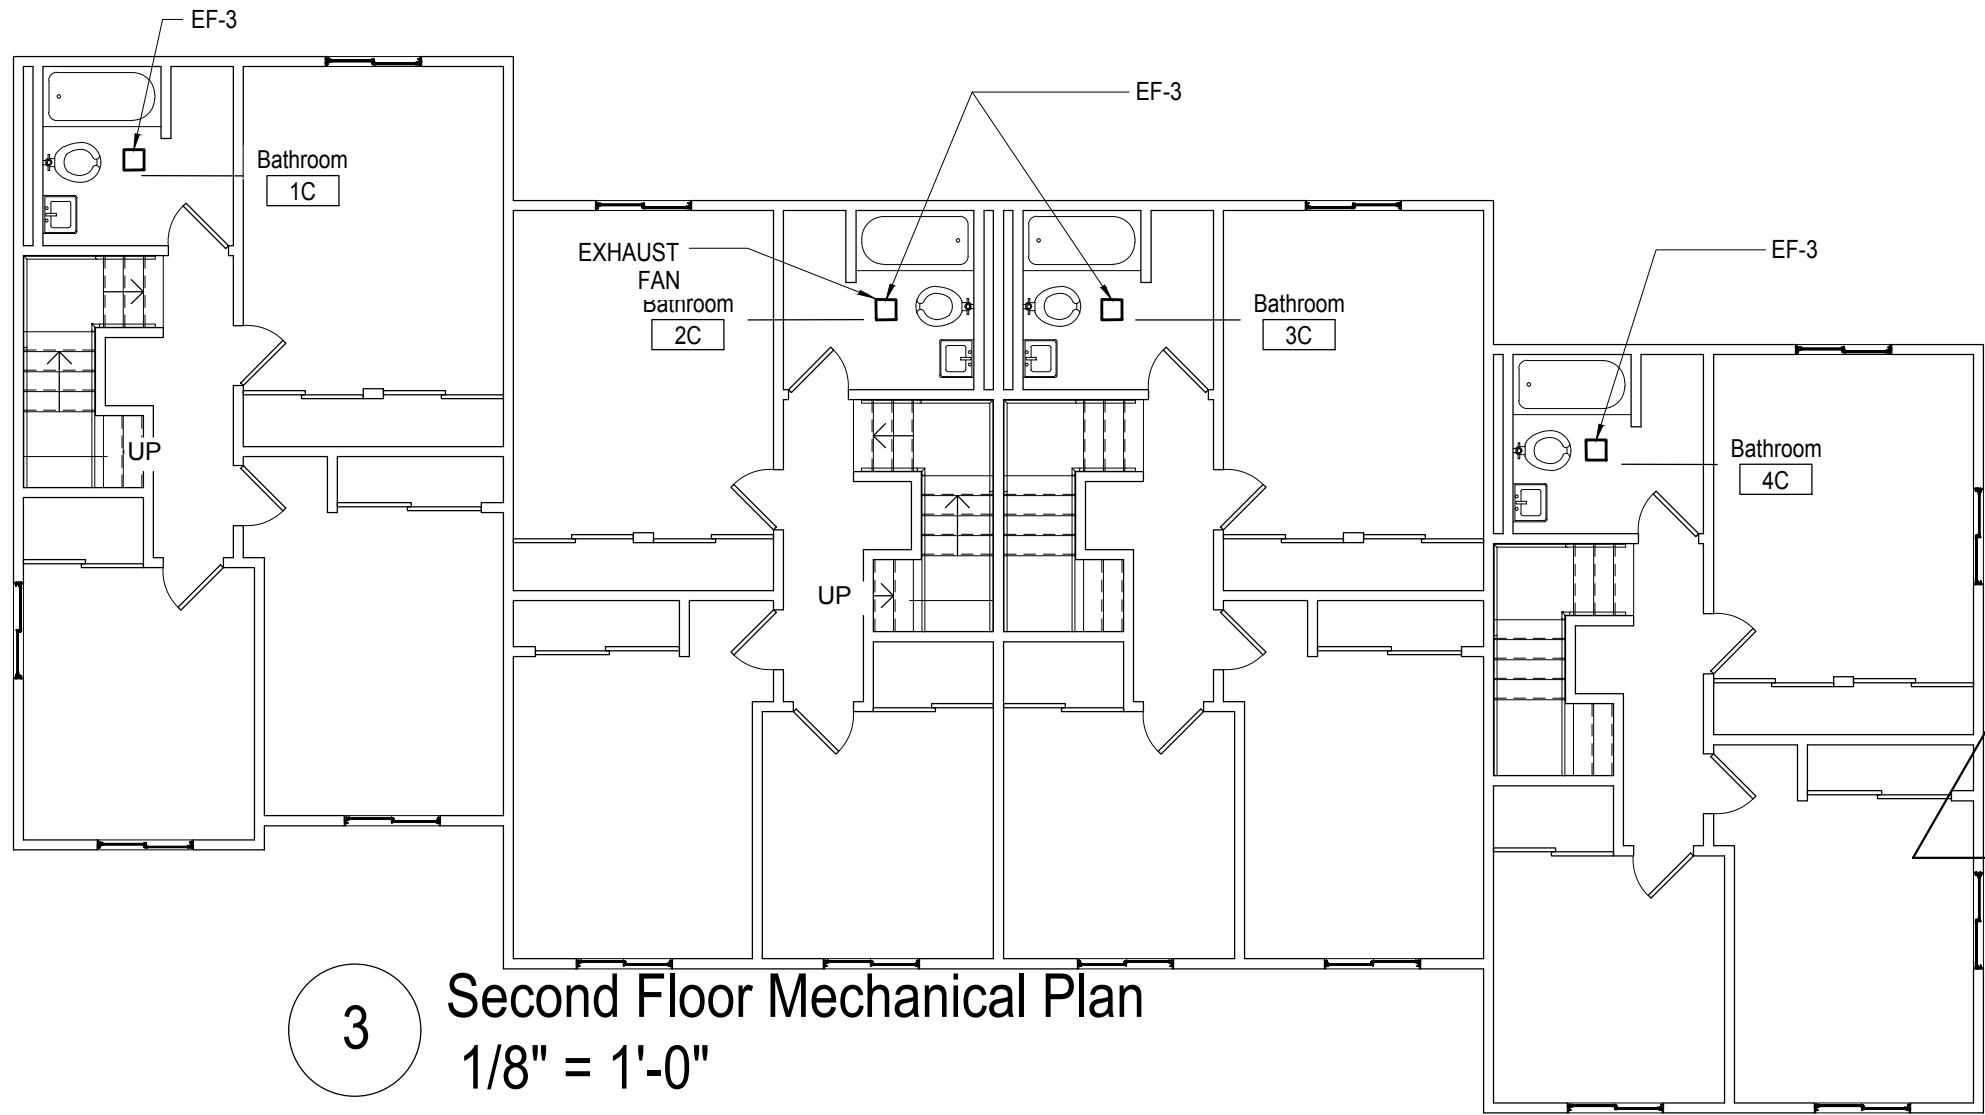 EF-3
EF-3
Bathroom
1C
EXHAUST
FAN
EF-3
Bathroom
2C
Bathroom
3C
UP
Bathroom
4C
UP
3
Second Floor Mechanical Plan
1/8" = 1'-0"